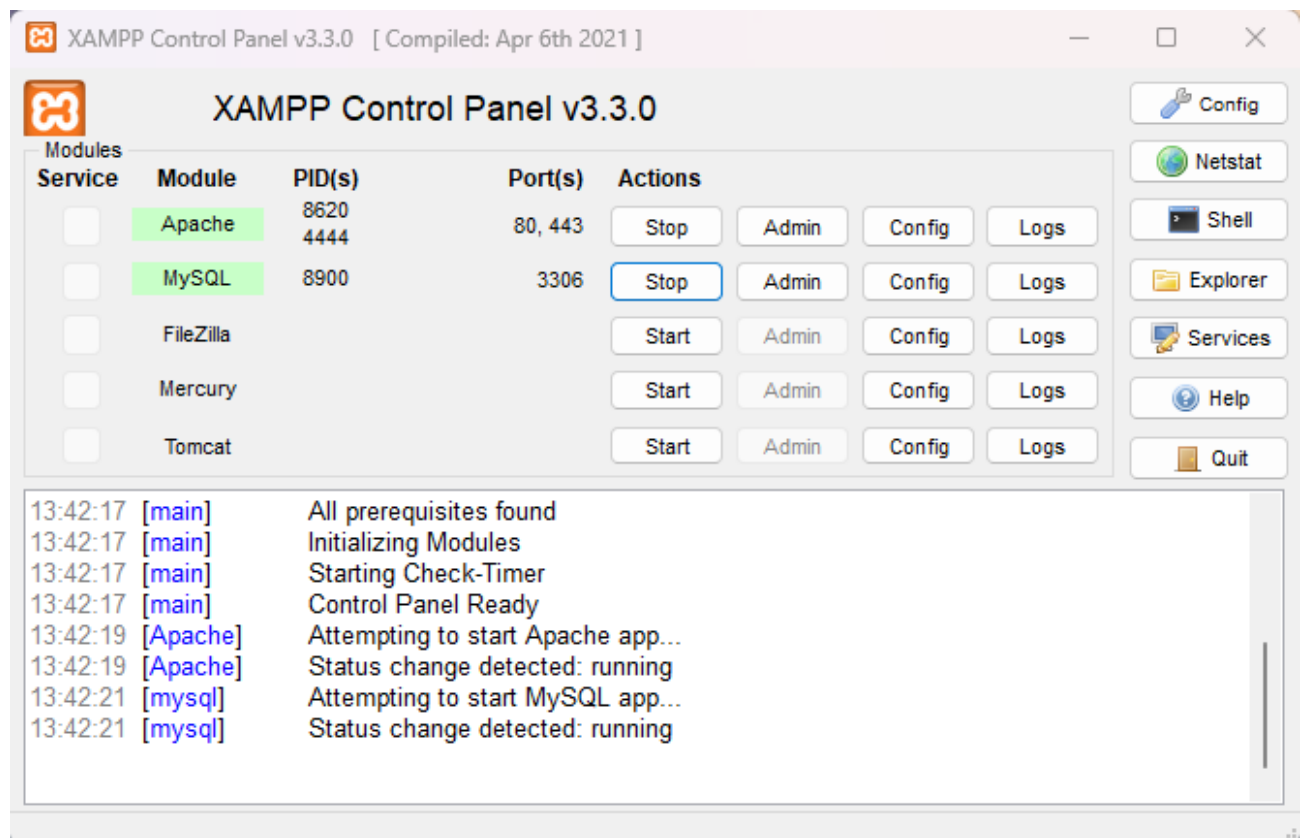 XAMPP Control Panel v3.3.0 [ Compiled: Apr 6th 2021 ]
XAMPP Control Panel v3.3.0
Config
Modules
Service Module PID(s) Port(s) Actions
Netstat
Apache 8620 4444 80, 443 Stop Admin Config Logs
Shell
MySQL 8900 3306 Stop Admin Config Logs
Explorer
FileZilla Start Admin Config Logs
Services
Mercury Start Admin Config Logs
Help
Tomcat Start Admin Config Logs
Quit
13:42:17 [main] All prerequisites found
13:42:17 [main] Initializing Modules
13:42:17 [main] Starting Check-Timer
13:42:17 [main] Control Panel Ready
13:42:19 [Apache] Attempting to start Apache app...
13:42:19 [Apache] Status change detected: running
13:42:21 [mysql] Attempting to start MySQL app...
13:42:21 [mysql] Status change detected: running